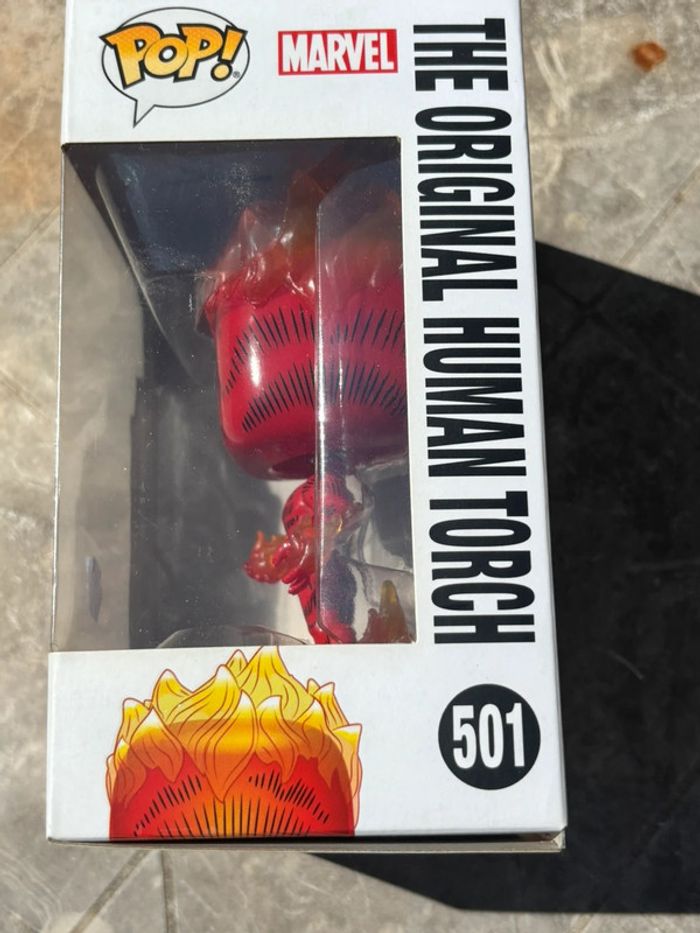 POP!
MARVEL
THE ORIGINAL HUMAN TORCH
501